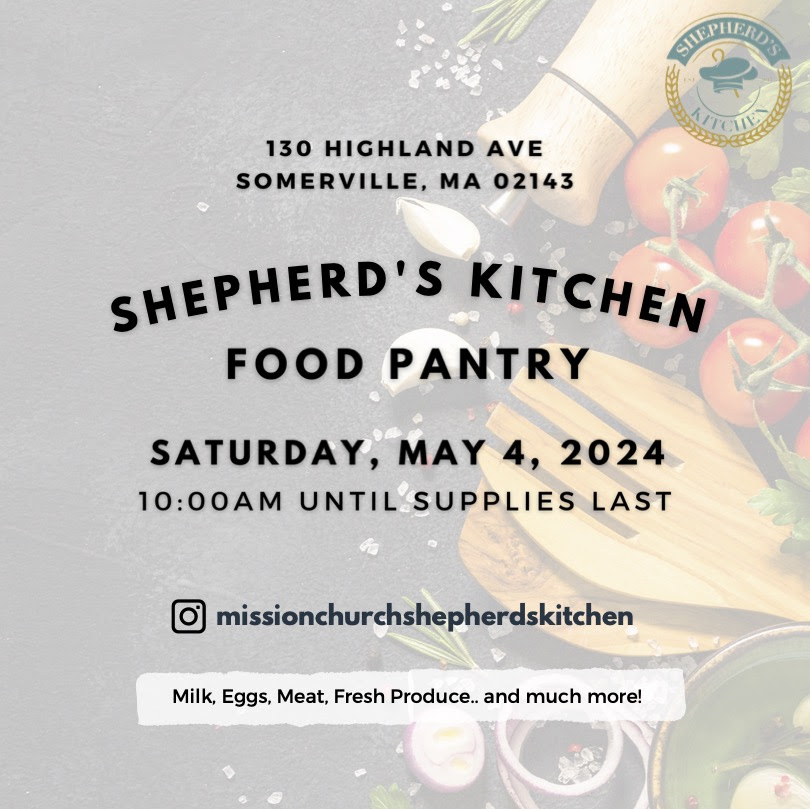 SHEPHERD'S
KITCHEN
130 HIGHLAND AVE
SOMERVILLE, MA 02143
SHEPHERD'S KITCHEN
FOOD PANTRY
SATURDAY, MAY 4, 2024
10:00AM UNTIL SUPPLIES LAST
missionchurchshepherdskitchen
Milk, Eggs, Meat, Fresh Produce.. and much more!